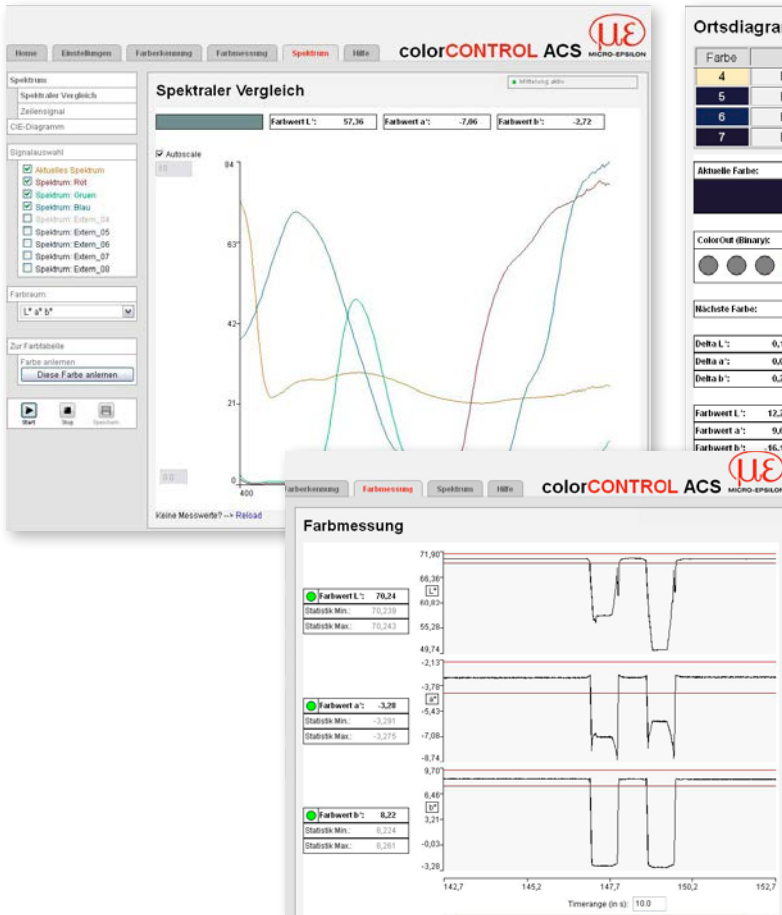 µE
Home Einstellungen Farberkennung Farbmessung Spektrum Hilfe colorCONTROL ACS MICRO-EPSILON
Spektrum
Spektraler Vergleich
Zeilensignal
CIE-Diagramm
Signalauswahl
Aktuelles Spektrum
Spektrum: Rot
Spektrum: Gruen
Spektrum: Blau
Spektrum: Extern_04
Spektrum: Extern_05
Spektrum: Extern_06
Spektrum: Extern_07
Spektrum: Extern_08
Farbraum:
L* a* b*
Zur Farbtabelle
Farbe anlernen
Diese Farbe anlernen
Start Stop Speichern
Spektraler Vergleich
Mittelung aktiv
Farbwert L*: 57,36 Farbwert a*: -7,06 Farbwert b*: -2,72
Autoscale
84
63
42
21
0
0.0
400
Keine Messwerte? --> Reload
Ortsdiagra
Farbe
4
5
6
7
Aktuelle Farbe:
ColorOut (Binary):
Nächste Farbe:
Delta L*:
Delta a*:
Delta b*:
Farbwert L*:
Farbwert a*:
Farbwert b*:
µE
Farbmessung Spektrum Hilfe colorCONTROL ACS MICRO-EPSILON
Farbmessung
Farbwert L*: 70,24
Statistik Min.: 70,239
Statistik Max.: 70,243
71,90
66,36
L*
60,82
55,28
49,74
Farbwert a*: -3,28
Statistik Min.: -3,291
Statistik Max.: -3,275
-2,13
-3,78
a*
-5,43
-7,08
-8,74
Farbwert b*: 8,22
Statistik Min.: 8,224
Statistik Max.: 8,261
9,70
6,46
b*
3,21
-0,03
-3,28
142,7 145,2 147,7 150,2 152,7
Timerange (in s): 10.0